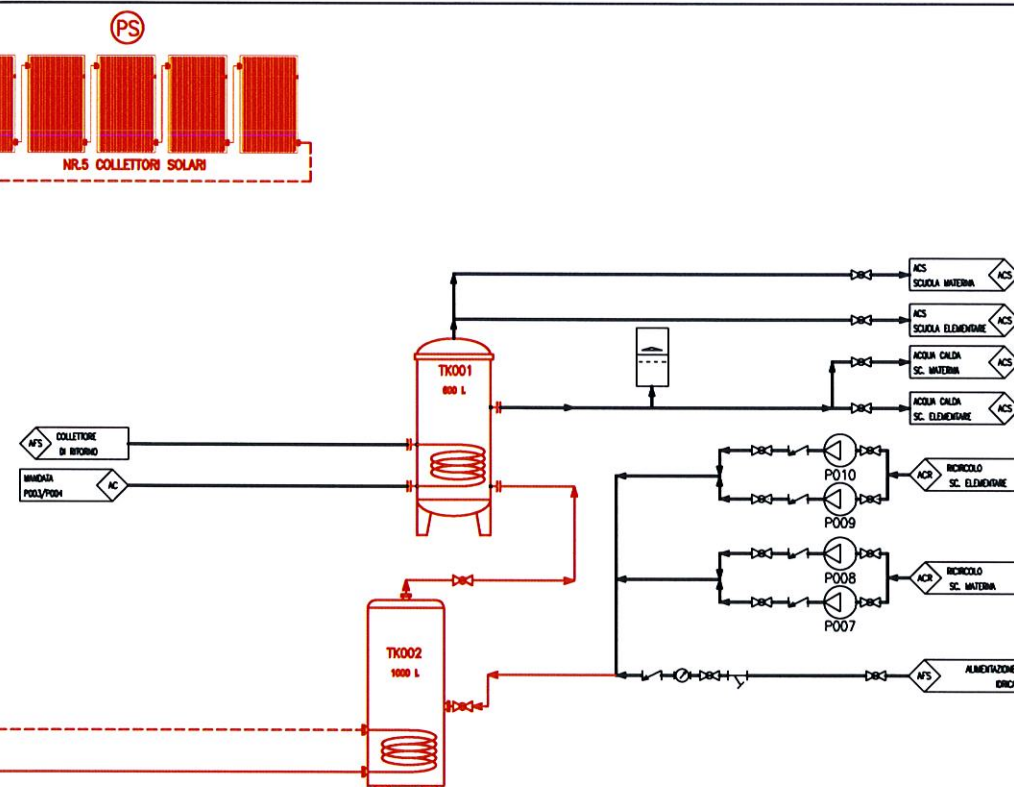 PS
NR.5 COLLETTORI SOLARI
ACS
SCUOLA MATERNA
ACS
ACS
SCUOLA ELEMENTARE
ACS
ACQUA CALDA
SC. MATERNA
ACS
ACQUA CALDA
SC. ELEMENTARE
ACS
TK001
800 L
AFS
COLLETTORE
DI RITORNO
MANDATA
P003/P004
AC
P010
P009
ACR
RICIRCOLO
SC. ELEMENTARE
P008
P007
ACR
RICIRCOLO
SC. MATERNA
TK002
1000 L
AFS
ALIMENTAZIONE
IDRICA